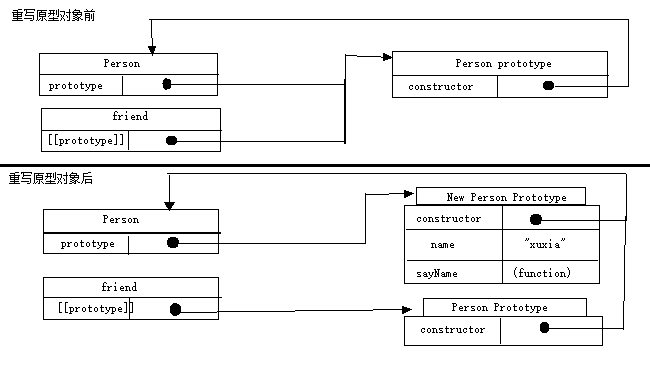 重写原型对象前
Person
Person prototype
prototype
constructor
friend
[[prototype]]
重写原型对象后
New Person Prototype
Person
constructor
prototype
name
"xuxia"
sayName
(function)
friend
[[prototype]]
Person Prototype
constructor